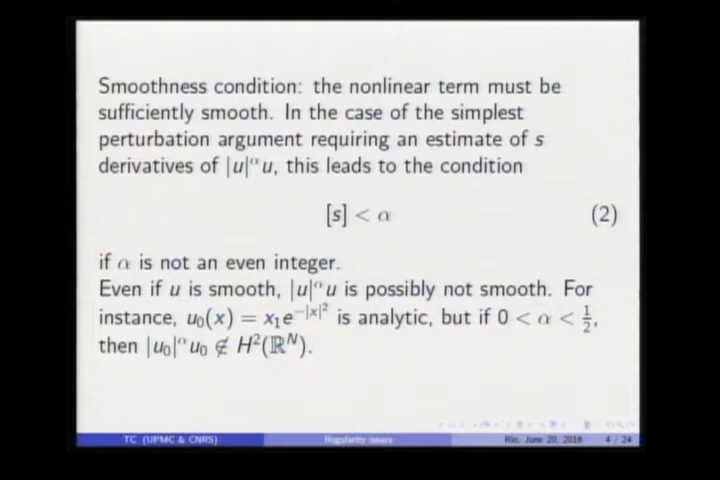 Smoothness condition: the nonlinear term must be
sufficiently smooth. In the case of the simplest
perturbation argument requiring an estimate of s
derivatives of |u|^α u, this leads to the condition
[s] < α (2)
if α is not an even integer.
Even if u is smooth, |u|^α u is possibly not smooth. For
instance, u₀(x) = x₁e^{−|x|²} is analytic, but if 0 < α < 1/2,
then |u₀|^α u₀ ∉ H²(ℝᴺ).
TC (UPMC & CNRS) Regularity issues Rio, June 20, 2016 4 / 24